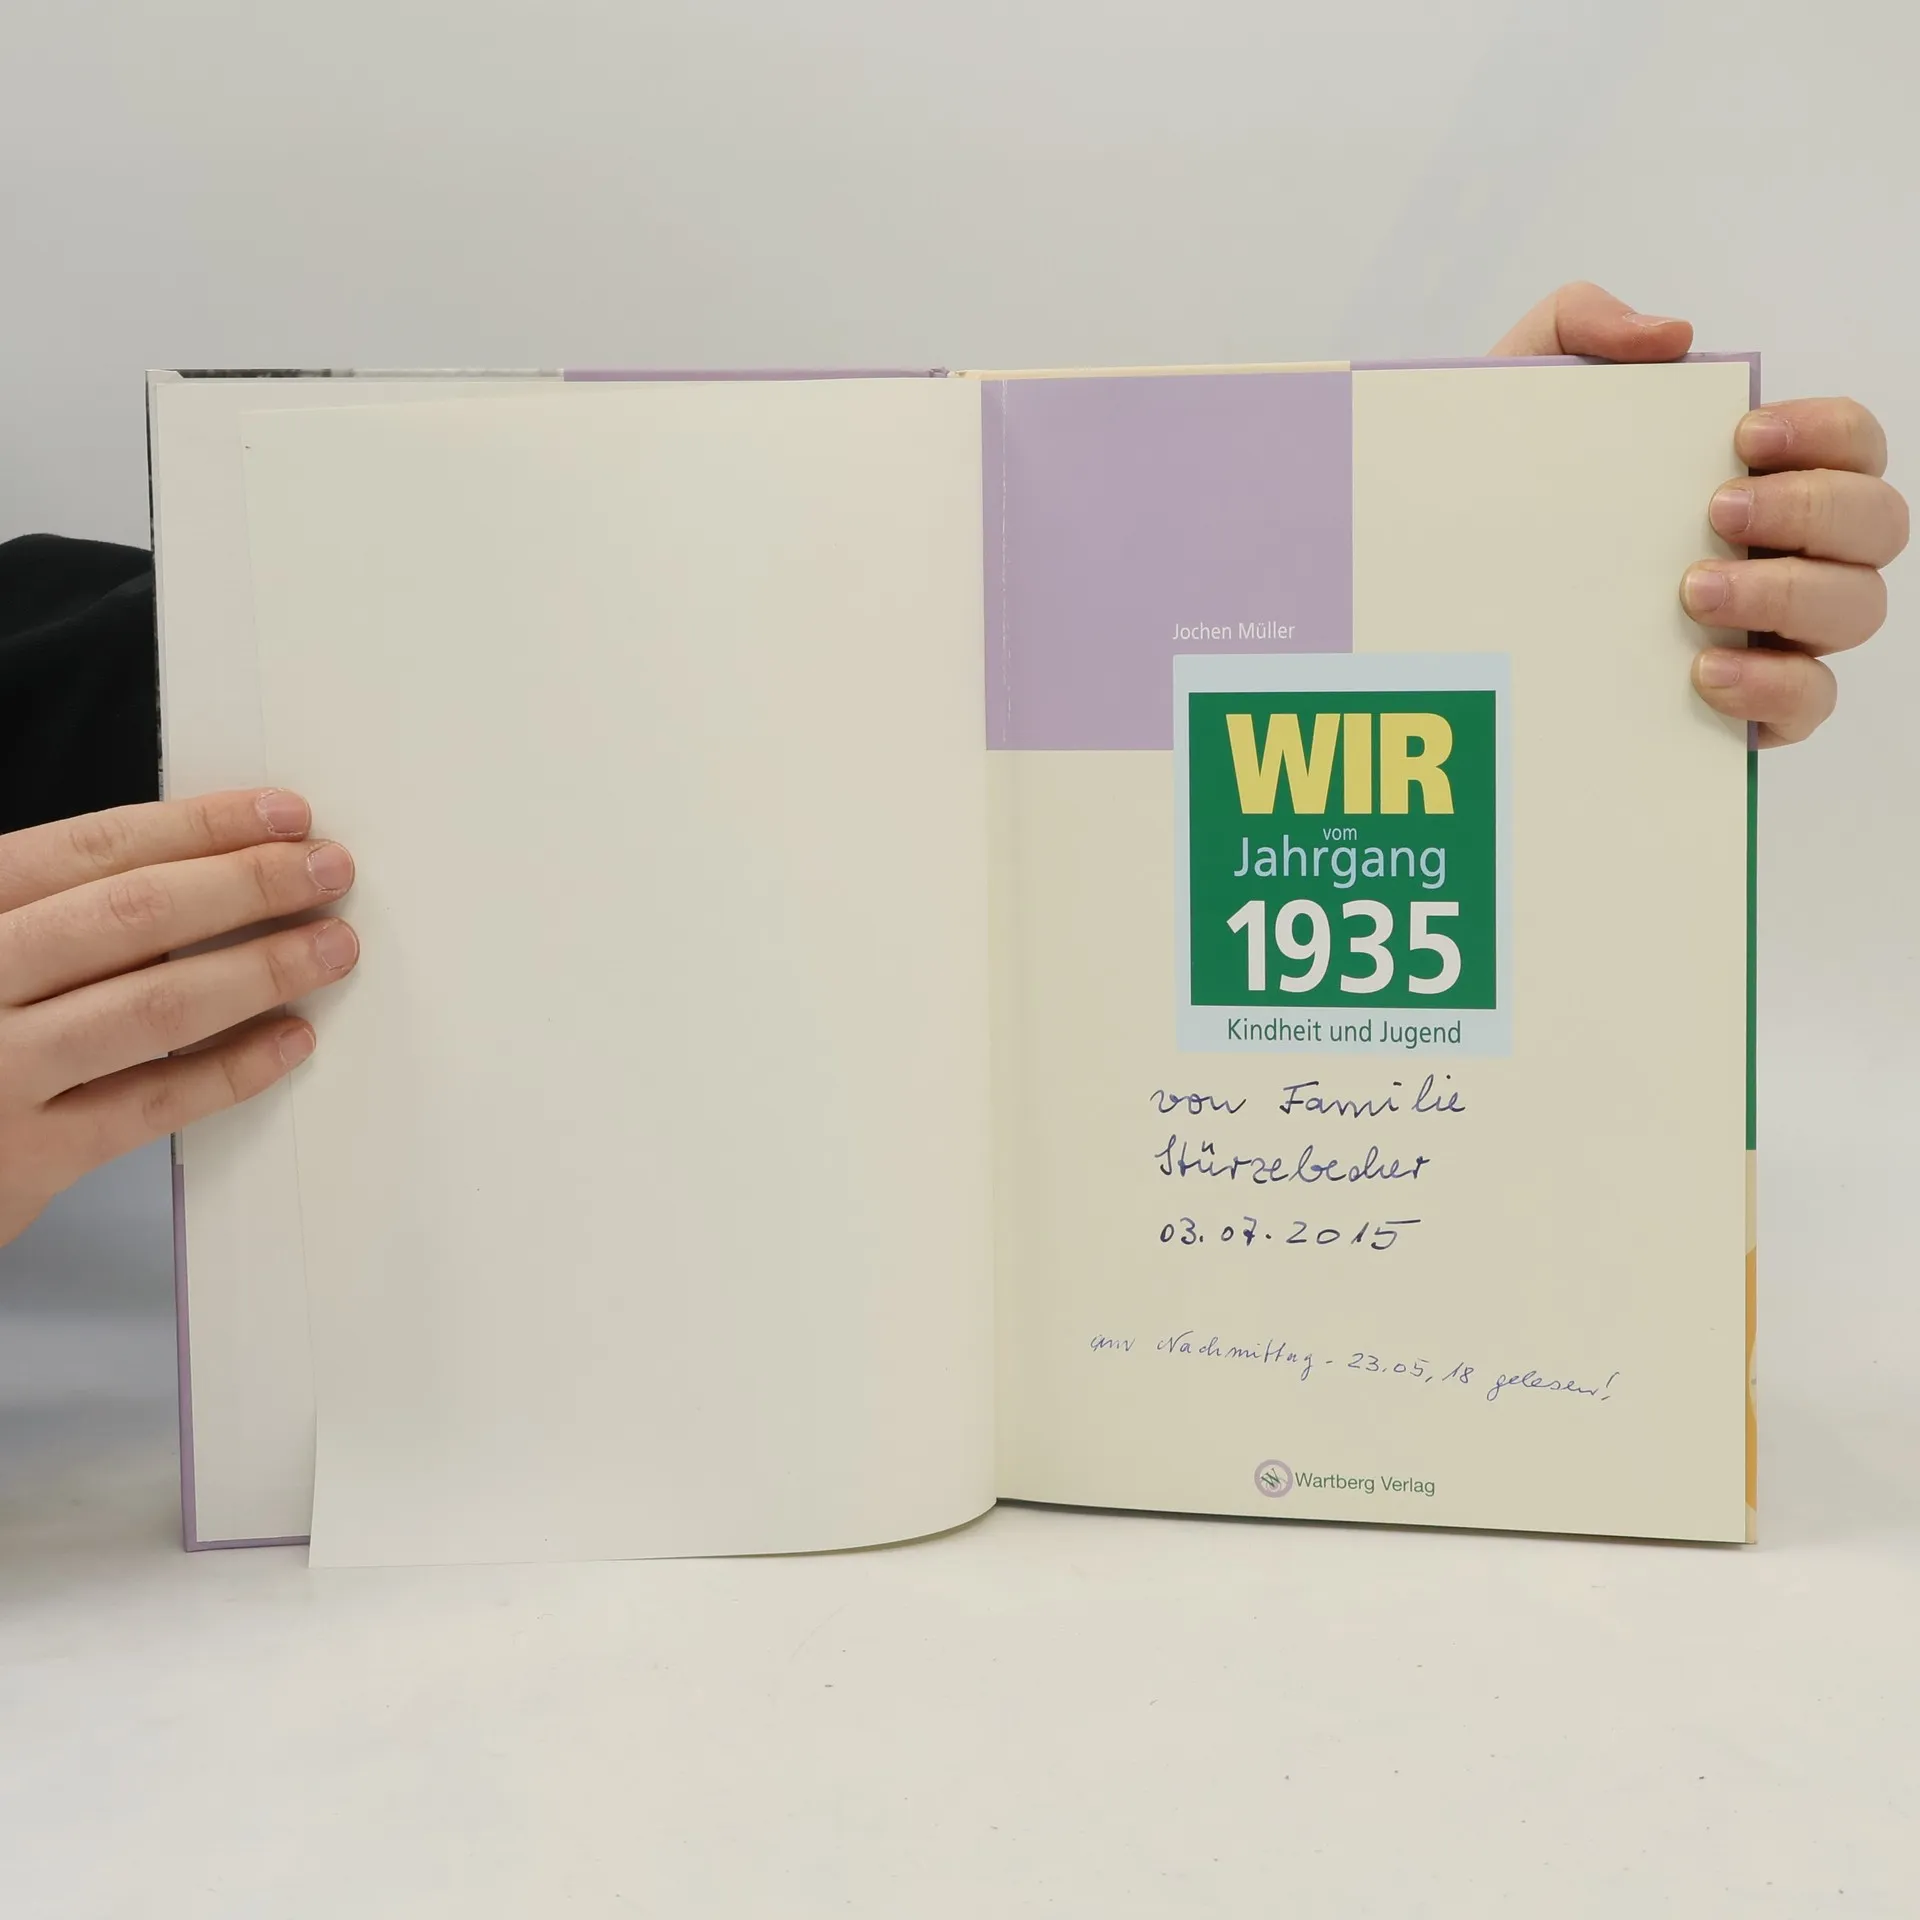 Jochen Müller
WIR
vom
Jahrgang
1935
Kindheit und Jugend
von Familie
Stürzebecher
03.07.2015
am Nachmittag - 23.05,18 gelesen!
Wartberg Verlag